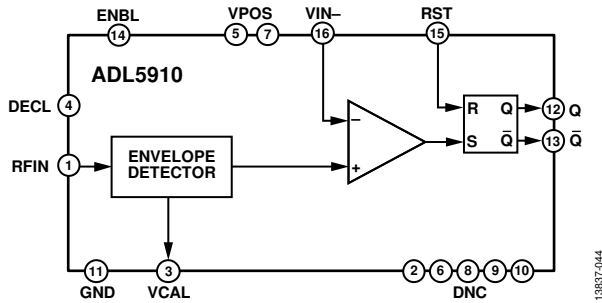 ENBL VPOS VIN– RST
14 5 7 16 15
ADL5910
DECL 4
R Q 12 Q
– 
RFIN 1 ENVELOPE DETECTOR + S Q̅ 13 Q̅
11 3 2 6 8 9 10
GND VCAL DNC
13837-044